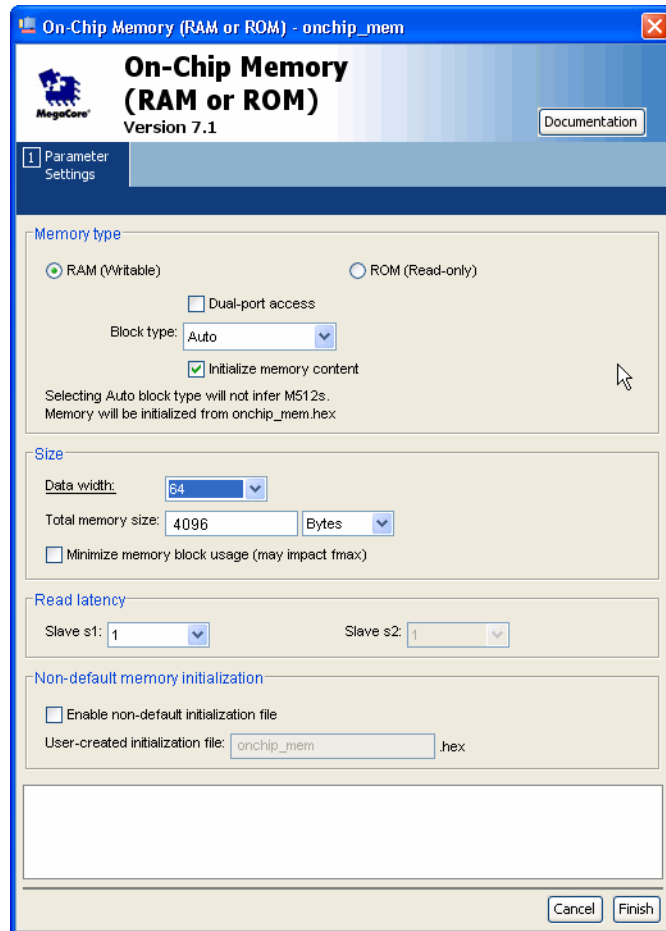 On-Chip Memory (RAM or ROM) - onchip_mem
MegaCore®
On-Chip Memory
(RAM or ROM)
Version 7.1
Documentation
1 Parameter
Settings
Memory type
RAM (Writable) ROM (Read-only)
Dual-port access
Block type: Auto
Initialize memory content
Selecting Auto block type will not infer M512s.
Memory will be initialized from onchip_mem.hex
Size
Data width: 64
Total memory size: 4096 Bytes
Minimize memory block usage (may impact fmax)
Read latency
Slave s1: 1 Slave s2: 1
Non-default memory initialization
Enable non-default initialization file
User-created initialization file: onchip_mem .hex
Cancel Finish